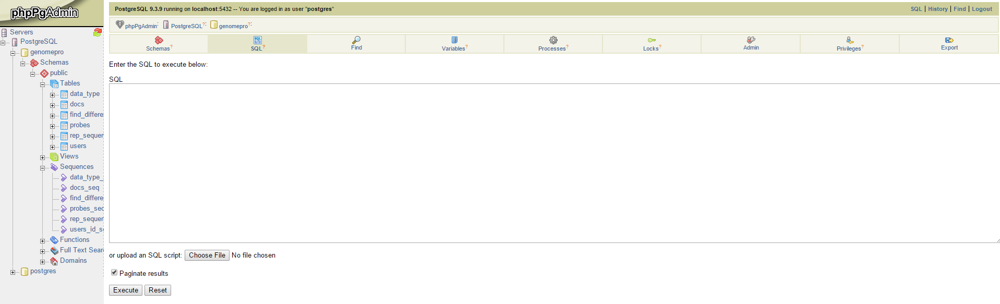 phpPgAdmin
Servers
PostgreSQL
genomepro
Schemas
public
Tables
data_type
docs
find_differe
probes
rep_sequer
users
Views
Sequences
data_type_
docs_seq
find_differe
probes_sec
rep_sequer
users_id_s
Functions
Full Text Sear
Domains
postgres
PostgreSQL 9.3.9 running on localhost:5432 -- You are logged in as user "postgres"
SQL | History | Find | Logout
phpPgAdmin: PostgreSQL?: genomepro?:
Schemas? SQL? Find Variables? Processes? Locks? Admin Privileges? Export
Enter the SQL to execute below:
SQL
or upload an SQL script: Choose File No file chosen
Paginate results
Execute Reset